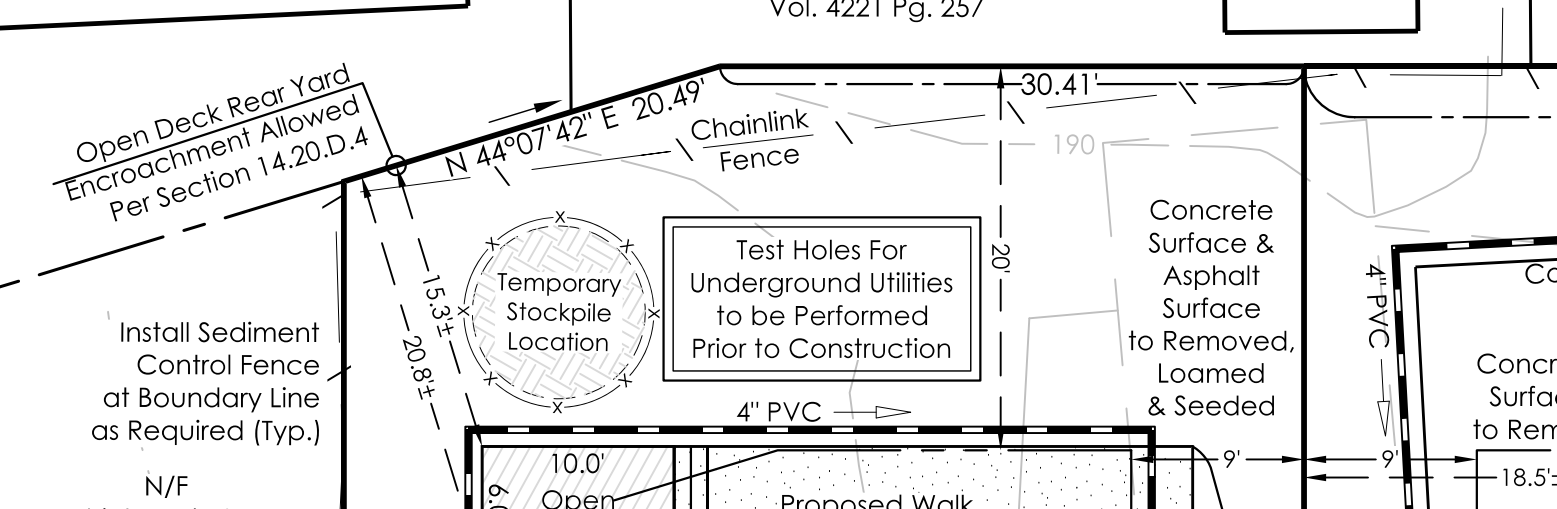 Vol. 4221 Pg. 257
Open Deck Rear Yard
Encroachment Allowed
Per Section 14.20.D.4
N 44°07'42" E 20.49'
30.41'
Chainlink
Fence
190
Concrete
Surface &
Asphalt
Surface
to Removed,
Loamed
& Seeded
Test Holes For
Underground Utilities
to be Performed
Prior to Construction
20'
Temporary
Stockpile
Location
15.3'±
20.8'±
Install Sediment
Control Fence
at Boundary Line
as Required (Typ.)
N/F
4" PVC
4" PVC
10.0'
Open
Proposed Walk
9'
9'
18.5'±
to Rem